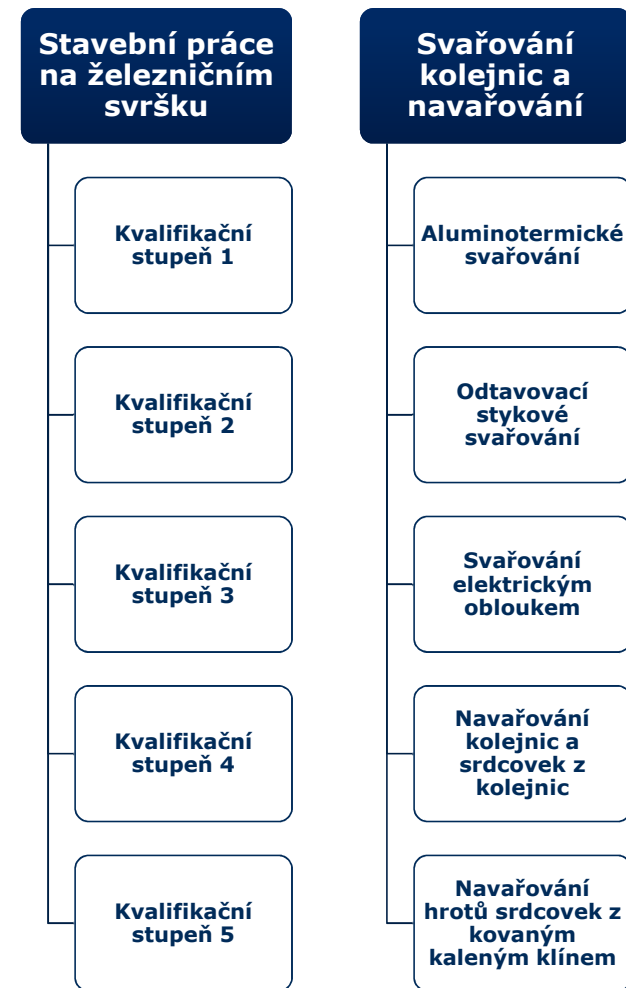 Stavební práce
na železničním
svršku
Kvalifikační
stupeň 1
Kvalifikační
stupeň 2
Kvalifikační
stupeň 3
Kvalifikační
stupeň 4
Kvalifikační
stupeň 5
Svařování
kolejnic a
navařování
Aluminotermické
svařování
Odtavovací
stykové
svařování
Svařování
elektrickým
obloukem
Navařování
kolejnic a
srdcovek z
kolejnic
Navařování
hrotů srdcovek z
kovaným
kaleným klínem